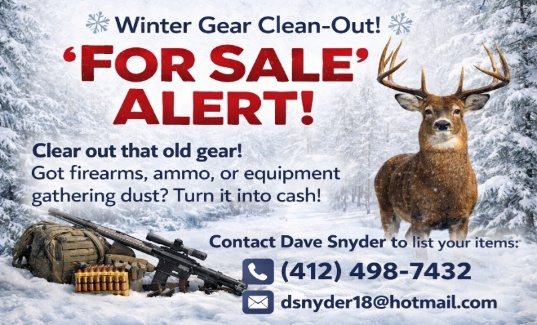 Winter Gear Clean-Out!
‘FOR SALE’
ALERT!
Clear out that old gear!
Got firearms, ammo, or equipment
gathering dust? Turn it into cash!
Contact Dave Snyder to list your items:
(412) 498-7432
dsnyder18@hotmail.com